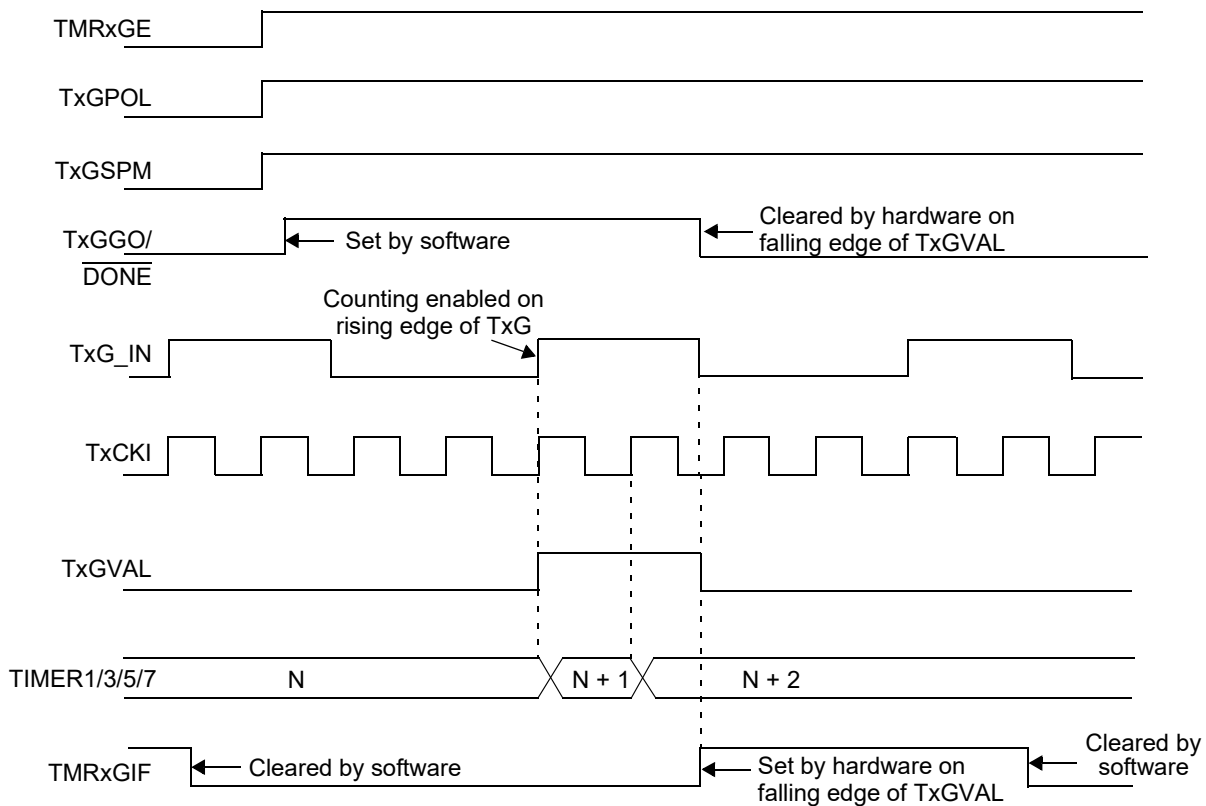 TMRxGE
TxGPOL
TxGSPM
TxGGO/
DONE
Set by software
Cleared by hardware on
falling edge of TxGVAL
Counting enabled on
rising edge of TxG
TxG_IN
TxCKI
TxGVAL
TIMER1/3/5/7
N
N + 1
N + 2
TMRxGIF
Cleared by software
Set by hardware on
falling edge of TxGVAL
Cleared by
software